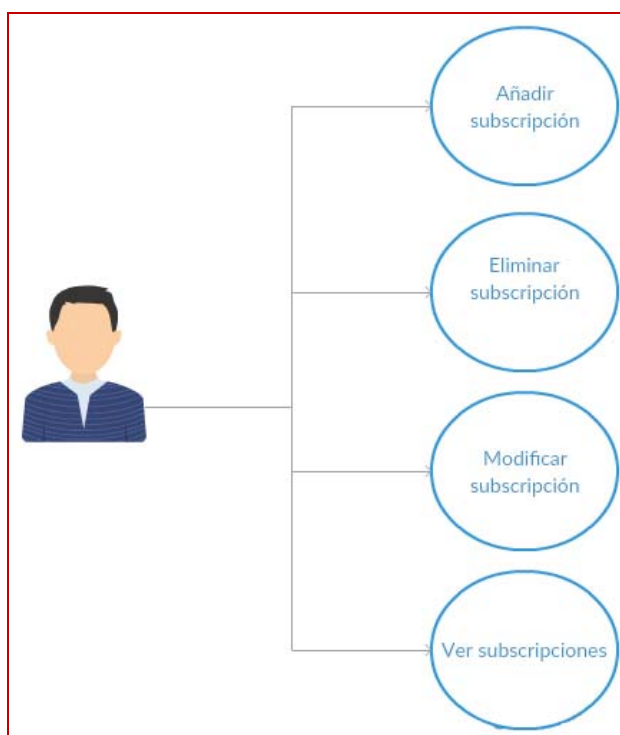 Añadir
subscripción
Eliminar
subscripción
Modificar
subscripción
Ver subscripciones